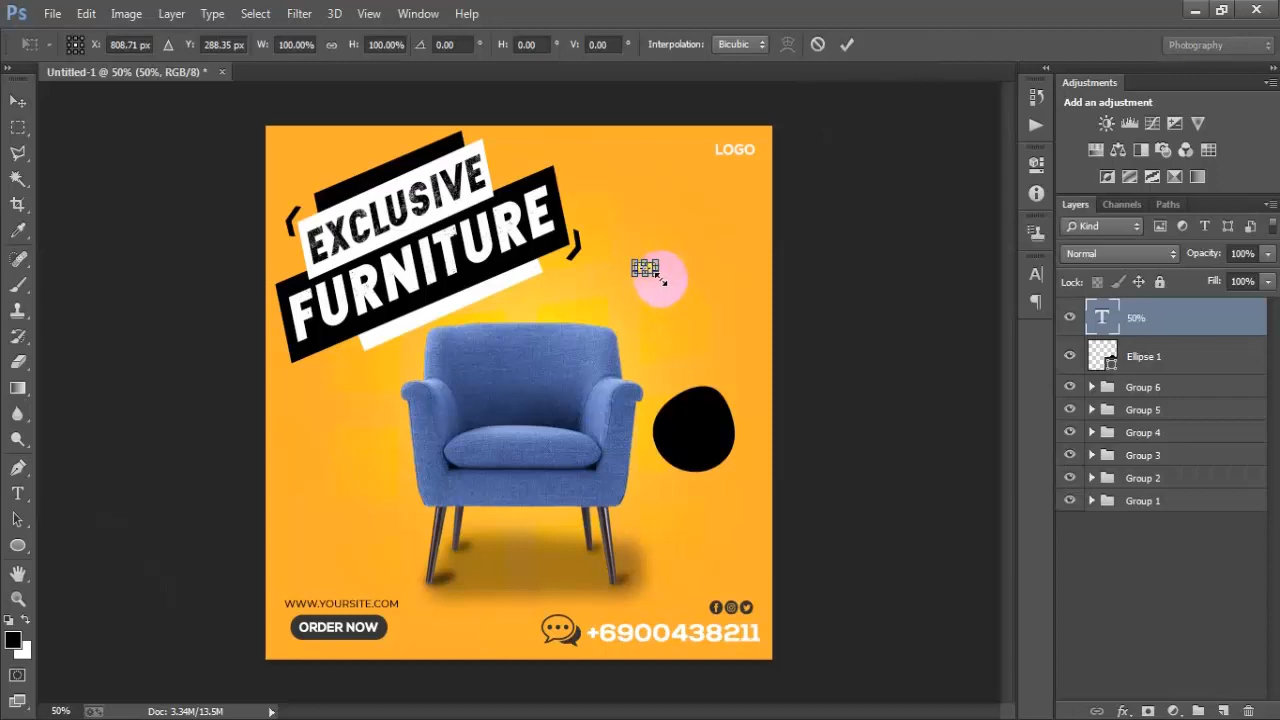 Ps File Edit Image Layer Type Select Filter 3D View Window Help
X: 808.71 px Y: 288.35 px W: 100.00% H: 100.00% 0.00 ° H: 0.00 ° V: 0.00 ° Interpolation: Bicubic Photography
Untitled-1 @ 50% (50%, RGB/8) * ×
Adjustments
Add an adjustment
LOGO
EXCLUSIVE
FURNITURE
Layers Channels Paths
Kind
Normal Opacity: 100%
Lock: Fill: 100%
50%
Ellipse 1
Group 6
Group 5
Group 4
Group 3
Group 2
Group 1
WWW.YOURSITE.COM
ORDER NOW
+6900438211
50% Doc: 3.34M/13.5M